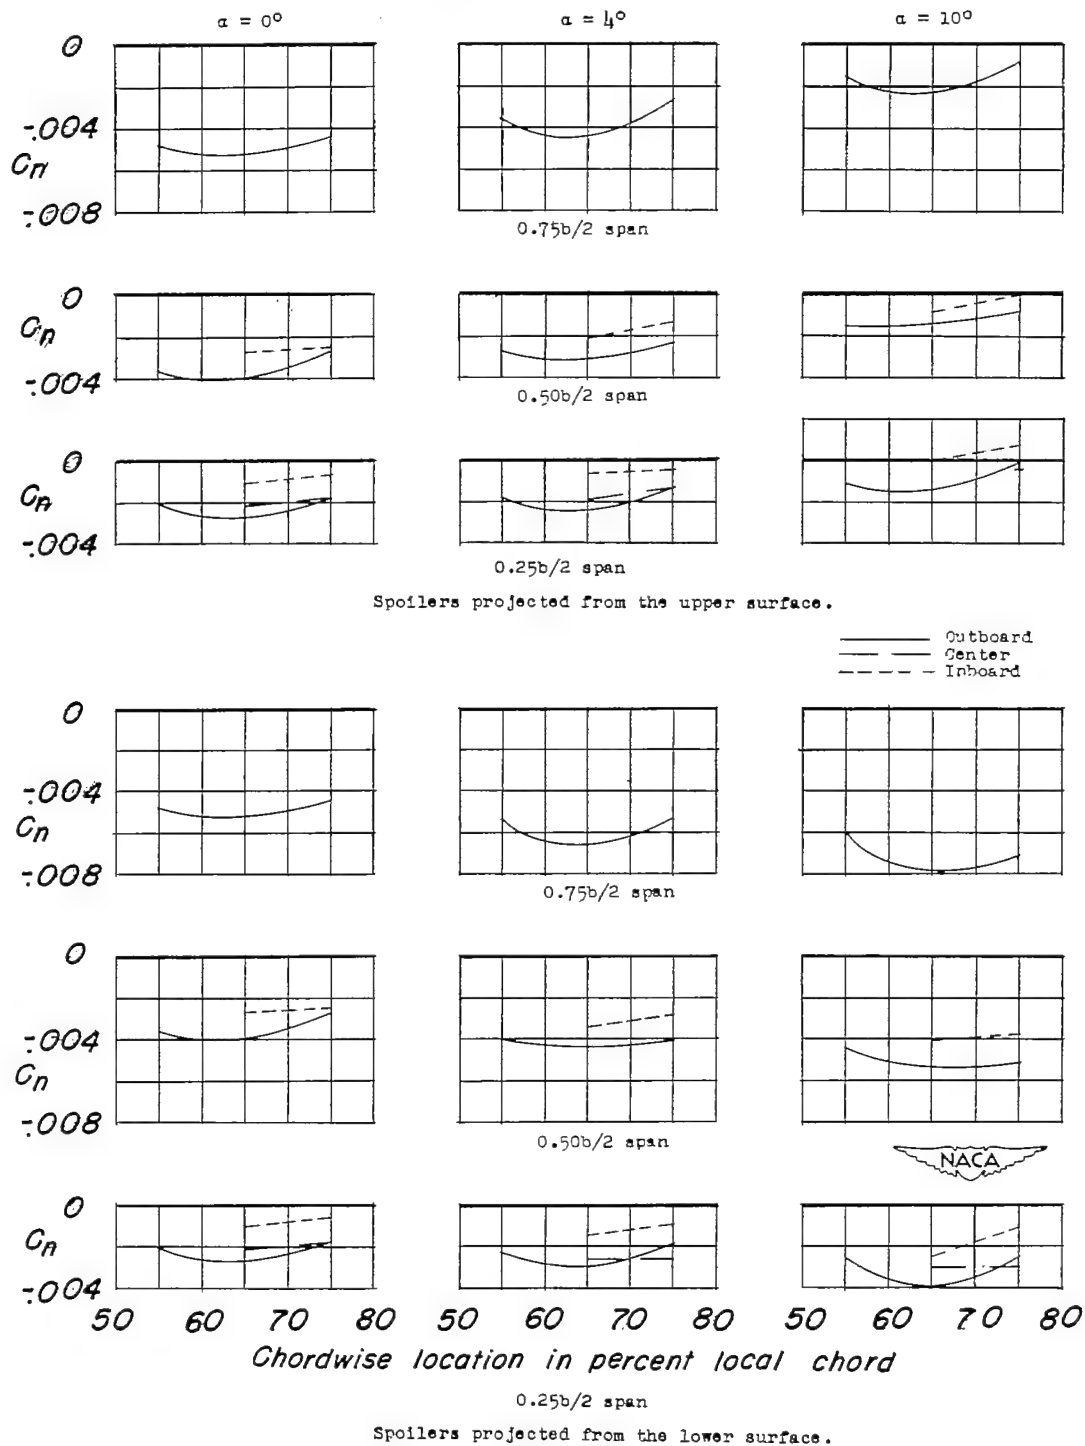 α = 0° α = 4° α = 10°
0
-.004
Cn
-.008
0.75b/2 span
0
Cn
-.004
0.50b/2 span
0
Cn
-.004
0.25b/2 span
Spoilers projected from the upper surface.
Outboard
Center
Inboard
0
-.004
Cn
-.008
0.75b/2 span
0
-.004
Cn
-.008
0.50b/2 span
NACA
0
Cn
-.004
50 60 70 80 50 60 70 80 50 60 70 80
Chordwise location in percent local chord
0.25b/2 span
Spoilers projected from the lower surface.